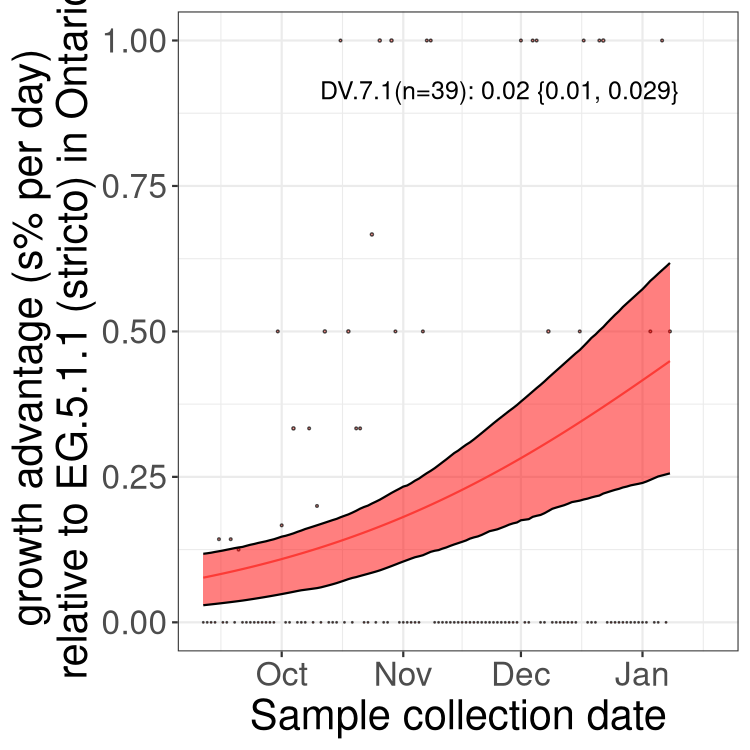 growth advantage (s% per day)
relative to EG.5.1.1 (stricto) in Ontario
1.00
0.75
0.50
0.25
0.00
DV.7.1(n=39): 0.02 {0.01, 0.029}
Oct Nov Dec Jan
Sample collection date